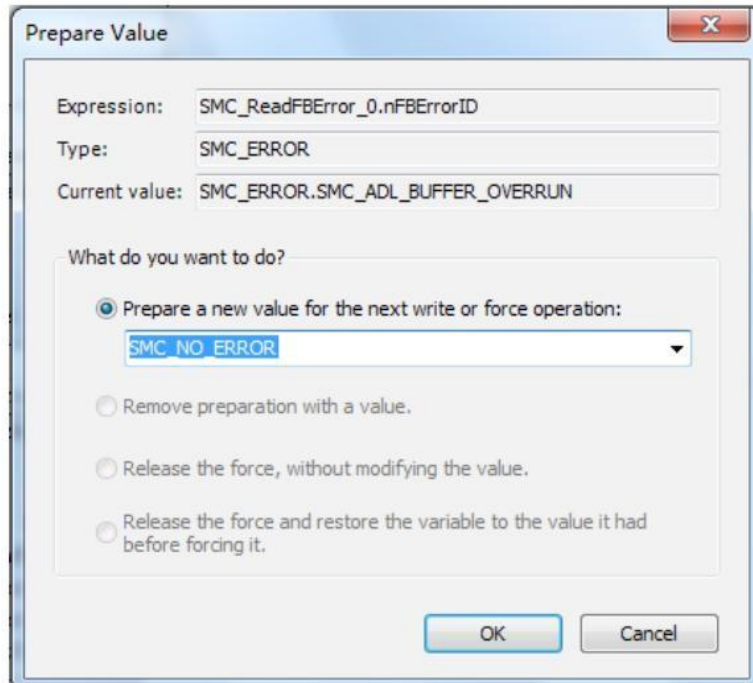 Prepare Value
Expression: SMC_ReadFBError_0.nFBErrorID
Type: SMC_ERROR
Current value: SMC_ERROR.SMC_ADL_BUFFER_OVERRUN
What do you want to do?
Prepare a new value for the next write or force operation:
SMC_NO_ERROR
Remove preparation with a value.
Release the force, without modifying the value.
Release the force and restore the variable to the value it had
before forcing it.
OK Cancel